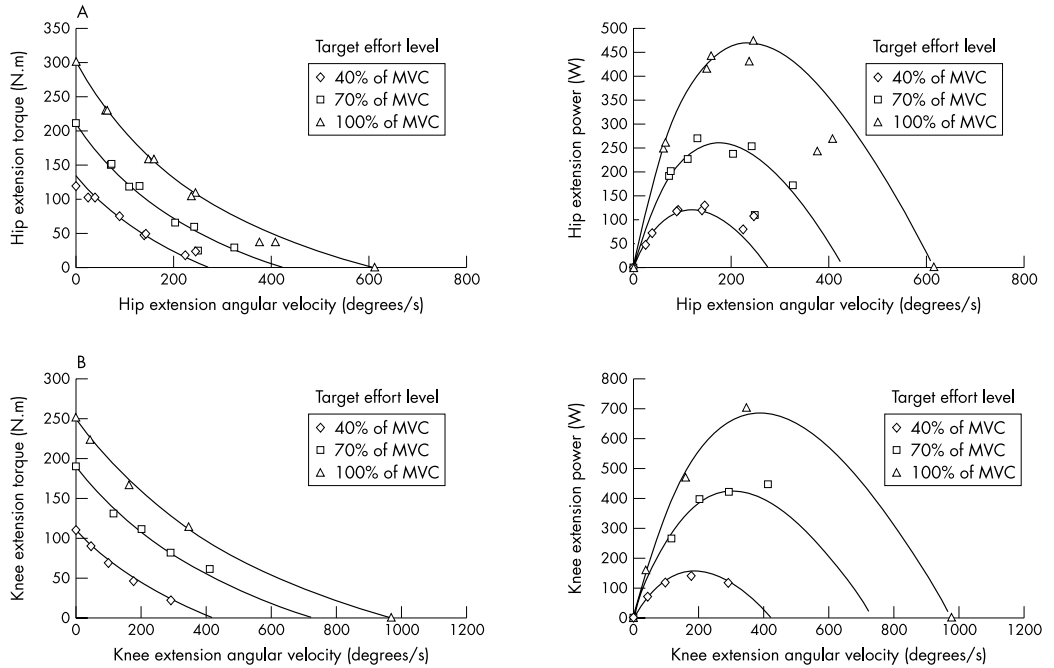 A
Hip extension torque (N.m)
350
300
250
200
150
100
50
0
0 200 400 600 800
Hip extension angular velocity (degrees/s)
Target effort level
40% of MVC
70% of MVC
100% of MVC
Hip extension power (W)
500
450
400
350
300
250
200
150
100
50
0
0 200 400 600 800
Hip extension angular velocity (degrees/s)
Target effort level
40% of MVC
70% of MVC
100% of MVC
B
Knee extension torque (N.m)
300
250
200
150
100
50
0
0 200 400 600 800 1000 1200
Knee extension angular velocity (degrees/s)
Target effort level
40% of MVC
70% of MVC
100% of MVC
Knee extension power (W)
800
700
600
500
400
300
200
100
0
0 200 400 600 800 1000 1200
Knee extension angular velocity (degrees/s)
Target effort level
40% of MVC
70% of MVC
100% of MVC